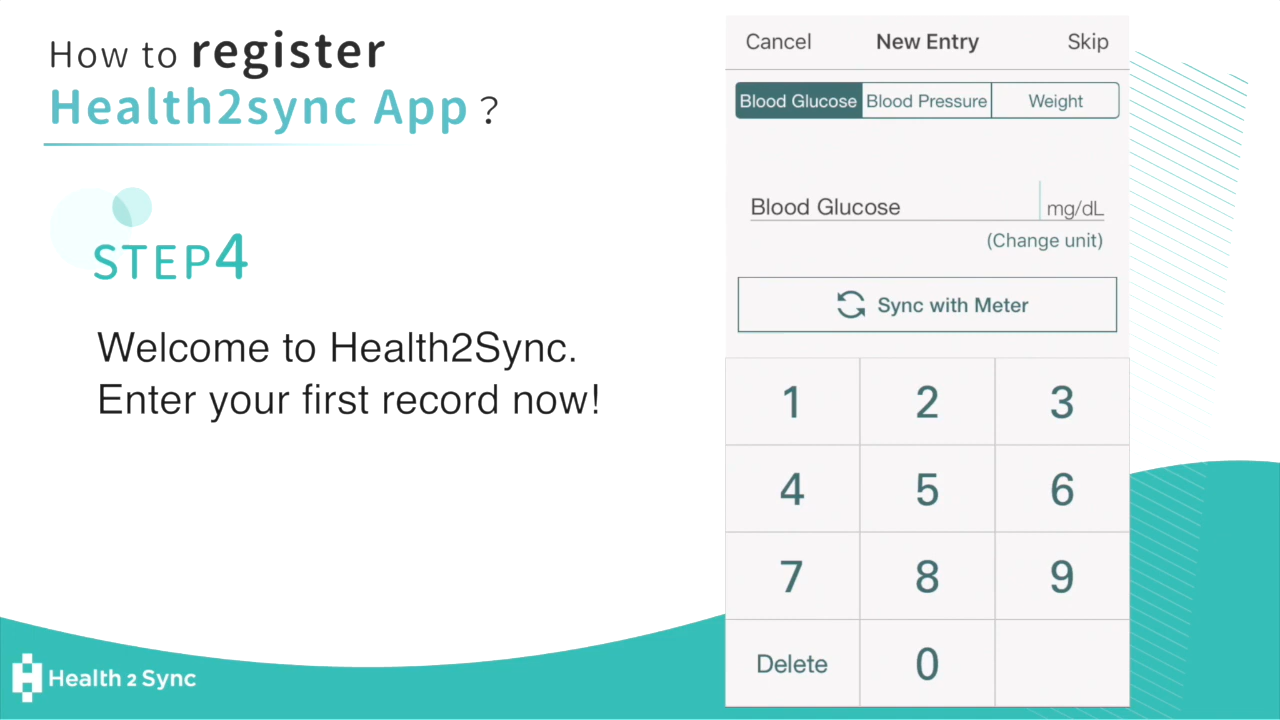 How to register
Health2sync App ?
STEP4
Welcome to Health2Sync.
Enter your first record now!
Health 2 Sync
Cancel New Entry Skip
Blood Glucose Blood Pressure Weight
Blood Glucose mg/dL
(Change unit)
Sync with Meter
1 2 3
4 5 6
7 8 9
Delete 0